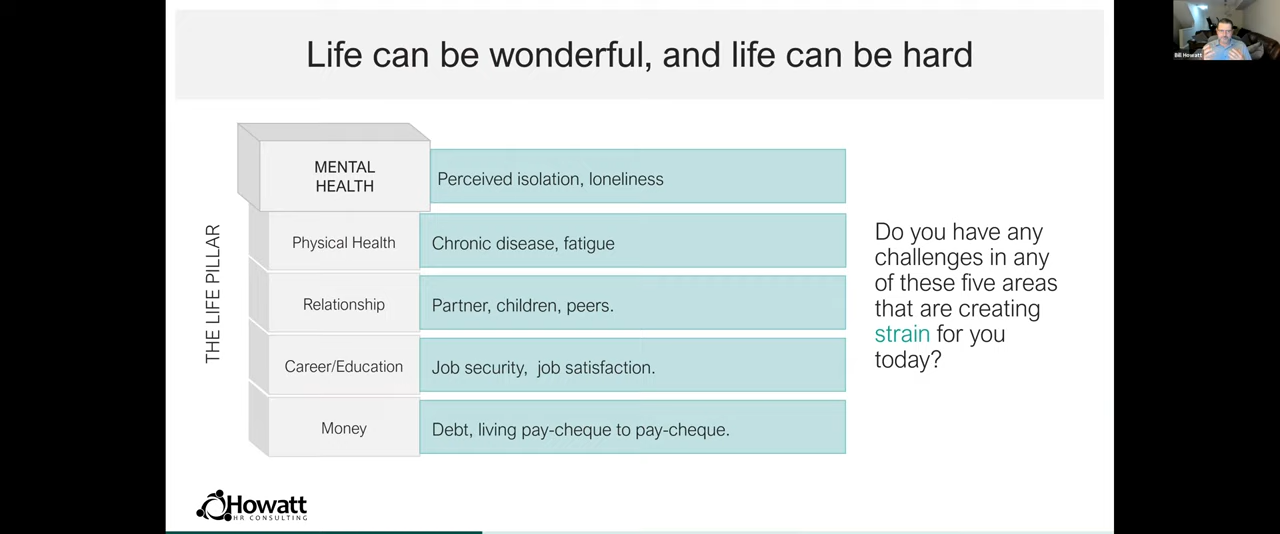 Life can be wonderful, and life can be hard
Bill Howatt
THE LIFE PILLAR
MENTAL
HEALTH
Perceived isolation, loneliness
Physical Health
Chronic disease, fatigue
Relationship
Partner, children, peers.
Career/Education
Job security,  job satisfaction.
Money
Debt, living pay-cheque to pay-cheque.
Do you have any
challenges in any
of these five areas
that are creating
strain for you
today?
Howatt
HR CONSULTING